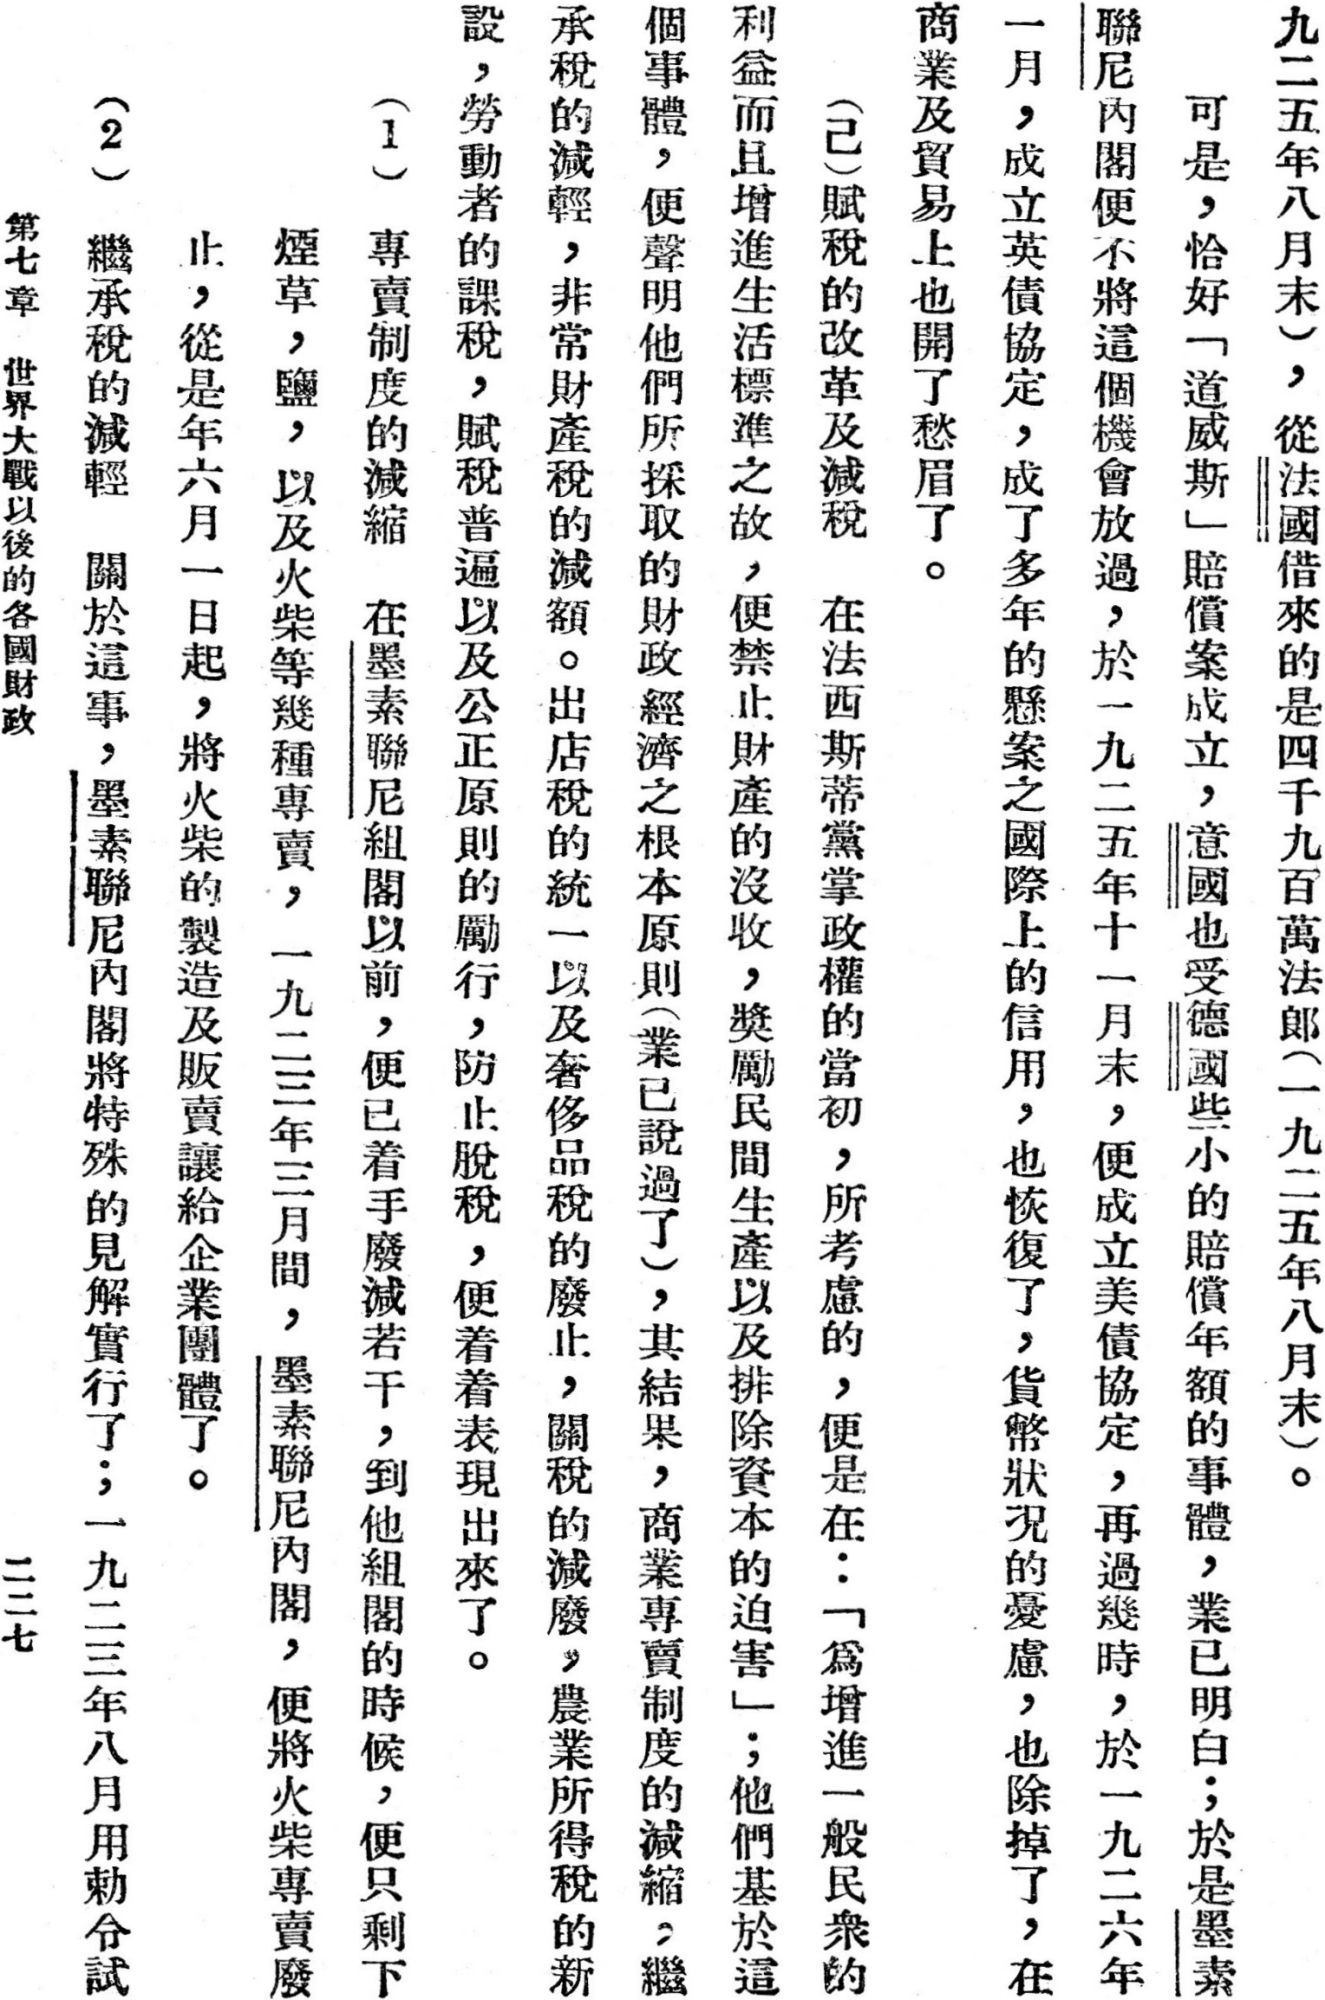 九二五年八月末），從法國借來的是四千九百萬法郎（一九二五年八月末）。
可是，恰好「道威斯」賠償案成立，意國也受德國些小的賠償年額的事體，業已明白；於是墨素
聯尼內閣便不將這個機會放過，於一九二五年十一月末，便成立美債協定，再過幾時，於一九二六年
一月，成立英債協定，成了多年的懸案之國際上的信用，也恢復了，貨幣狀況的憂慮，也除掉了，在
商業及貿易上也開了愁眉了。
（己）賦稅的改革及減稅　在法西斯蒂黨掌政權的當初，所考慮的，便是在：「爲增進一般民衆的
利益而且增進生活標準之故，便禁止財產的沒收，獎勵民間生產以及排除資本的迫害」；他們基於這
個事體，便聲明他們所採取的財政經濟之根本原則（業已說過了），其結果，商業專賣制度的減縮，繼
承稅的減輕，非常財產稅的減額。出店稅的統一以及奢侈品稅的廢止，關稅的減廢，農業所得稅的新
設，勞動者的課稅，賦稅普遍以及公正原則的勵行，防止脫稅，便着着表現出來了。
（1）　專賣制度的減縮　在墨素聯尼組閣以前，便已着手廢減若干，到他組閣的時候，便只剩下
煙草，鹽，以及火柴等幾種專賣，一九二三年三月間，墨素聯尼內閣，便將火柴專賣廢
止，從是年六月一日起，將火柴的製造及販賣讓給企業團體了。
（2）　繼承稅的減輕　關於這事，墨素聯尼內閣將特殊的見解實行了；一九二三年八月用勅令試
第七章　世界大戰以後的各國財政　二二七